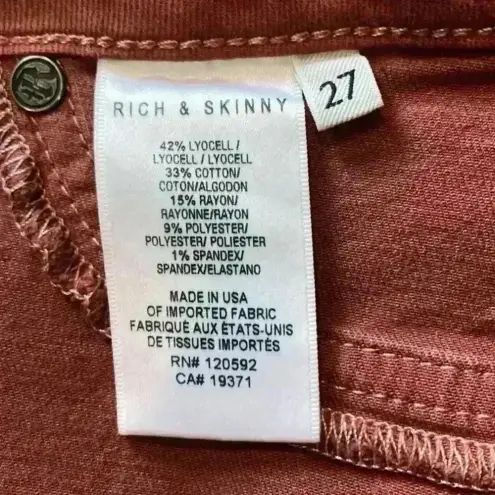 RICH & SKINNY
27
42% LYOCELL /
LYOCELL / LYOCELL
33% COTTON/
COTON/ALGODON
15% RAYON/
RAYONNE/RAYON
9% POLYESTER/
POLYESTER/ POLIESTER
1% SPANDEX/
SPANDEX/ELASTANO
MADE IN USA
OF IMPORTED FABRIC
FABRIQUÉ AUX ÉTATS-UNIS
DE TISSUES IMPORTÉS
RN# 120592
CA# 19371